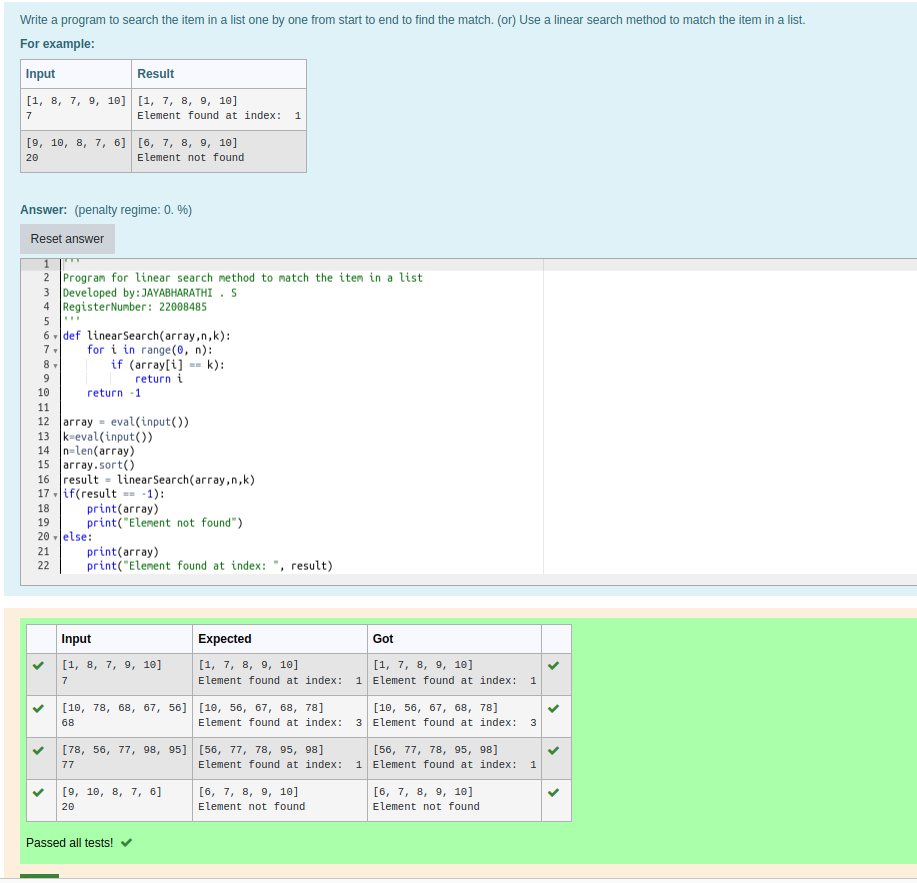 Write a program to search the item in a list one by one from start to end to find the match. (or) Use a linear search method to match the item in a list.
For example:
Input Result
[1, 8, 7, 9, 10] [1, 7, 8, 9, 10]
7 Element found at index:  1
[9, 10, 8, 7, 6] [6, 7, 8, 9, 10]
20 Element not found
Answer: (penalty regime: 0. %)
Reset answer
1 '''
2 Program for linear search method to match the item in a list
3 Developed by:JAYABHARATHI . S
4 RegisterNumber: 22008485
5 '''
6 def linearSearch(array,n,k):
7     for i in range(0, n):
8         if (array[i] == k):
9             return i
10     return -1
11
12 array = eval(input())
13 k=eval(input())
14 n=len(array)
15 array.sort()
16 result = linearSearch(array,n,k)
17 if(result == -1):
18     print(array)
19     print("Element not found")
20 else:
21     print(array)
22     print("Element found at index: ", result)
Input Expected Got
[1, 8, 7, 9, 10] [1, 7, 8, 9, 10] [1, 7, 8, 9, 10]
7 Element found at index:  1 Element found at index:  1
[10, 78, 68, 67, 56] [10, 56, 67, 68, 78] [10, 56, 67, 68, 78]
68 Element found at index:  3 Element found at index:  3
[78, 56, 77, 98, 95] [56, 77, 78, 95, 98] [56, 77, 78, 95, 98]
77 Element found at index:  1 Element found at index:  1
[9, 10, 8, 7, 6] [6, 7, 8, 9, 10] [6, 7, 8, 9, 10]
20 Element not found Element not found
Passed all tests!